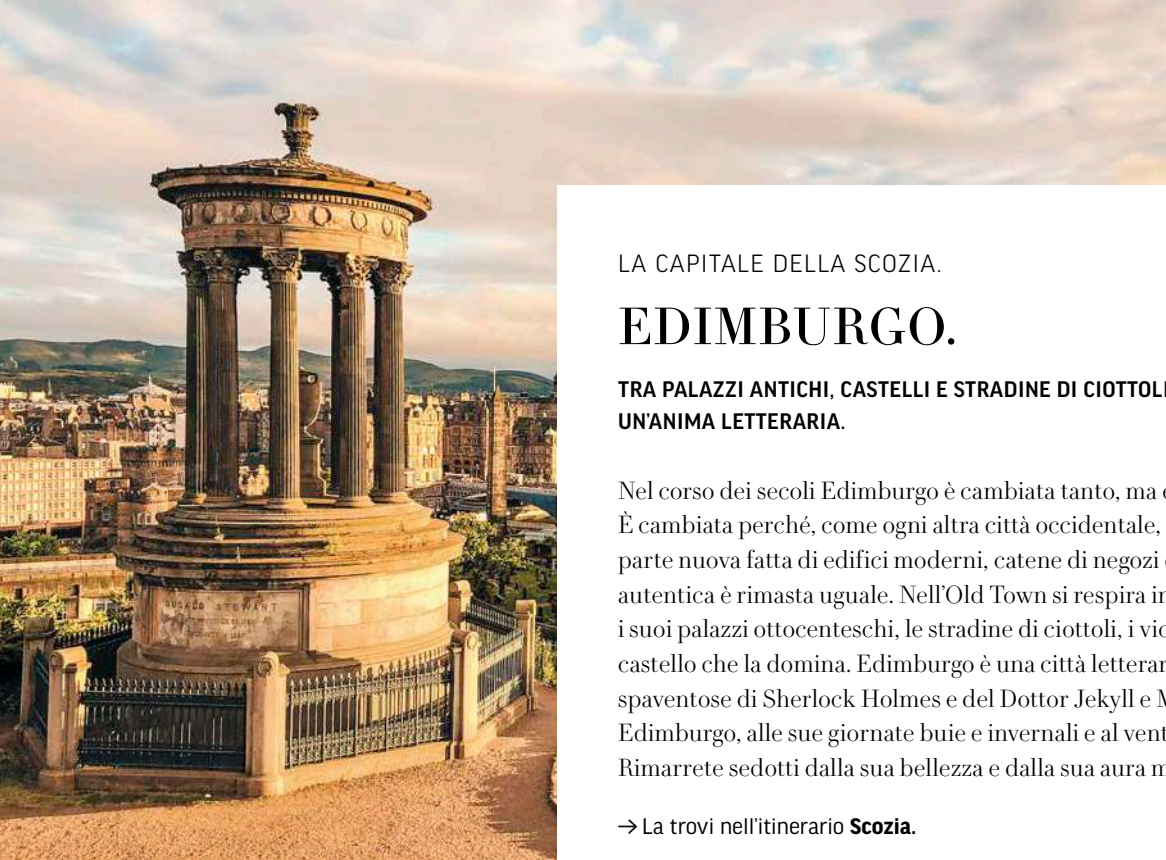 LA CAPITALE DELLA SCOZIA.
EDIMBURGO.
TRA PALAZZI ANTICHI, CASTELLI E STRADINE DI CIOTTOLI
UN'ANIMA LETTERARIA.
Nel corso dei secoli Edimburgo è cambiata tanto, ma
È cambiata perché, come ogni altra città occidentale,
parte nuova fatta di edifici moderni, catene di negozi
autentica è rimasta uguale. Nell'Old Town si respira
i suoi palazzi ottocenteschi, le stradine di ciottoli, i
castello che la domina. Edimburgo è una città
spaventose di Sherlock Holmes e del Dottor Jekyll e
Edimburgo, alle sue giornate buie e invernali e al
Rimarrete sedotti dalla sua bellezza e dalla sua aura
→ La trovi nell'itinerario Scozia.
DUGALD STEWART